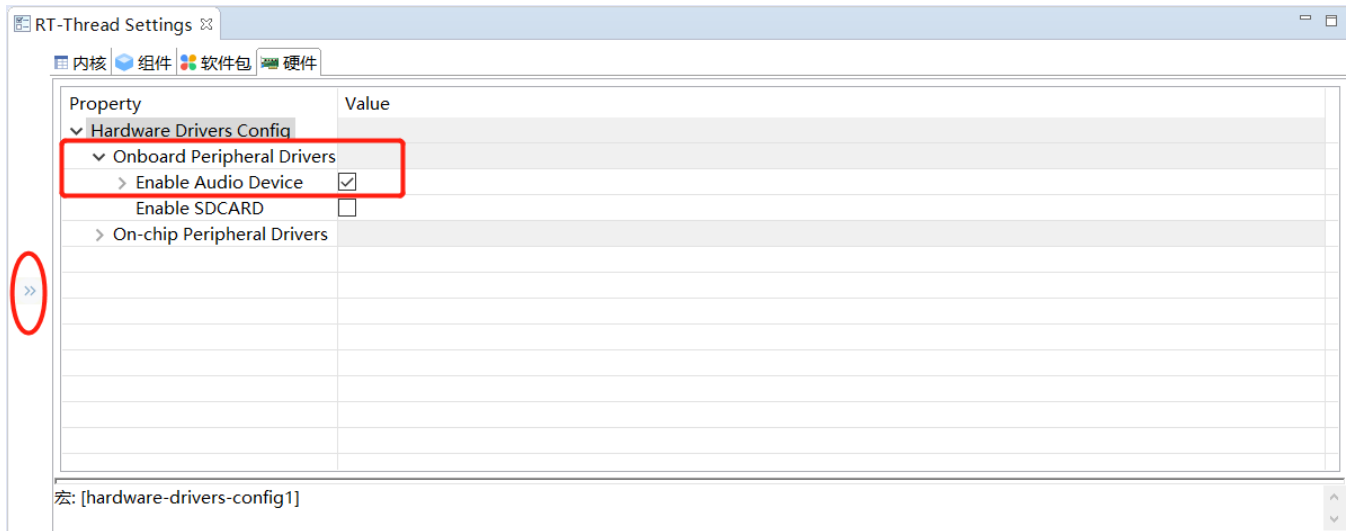 RT-Thread Settings
内核 组件 软件包 硬件
Property Value
Hardware Drivers Config
Onboard Peripheral Drivers
Enable Audio Device
Enable SDCARD
On-chip Peripheral Drivers
宏: [hardware-drivers-config1]